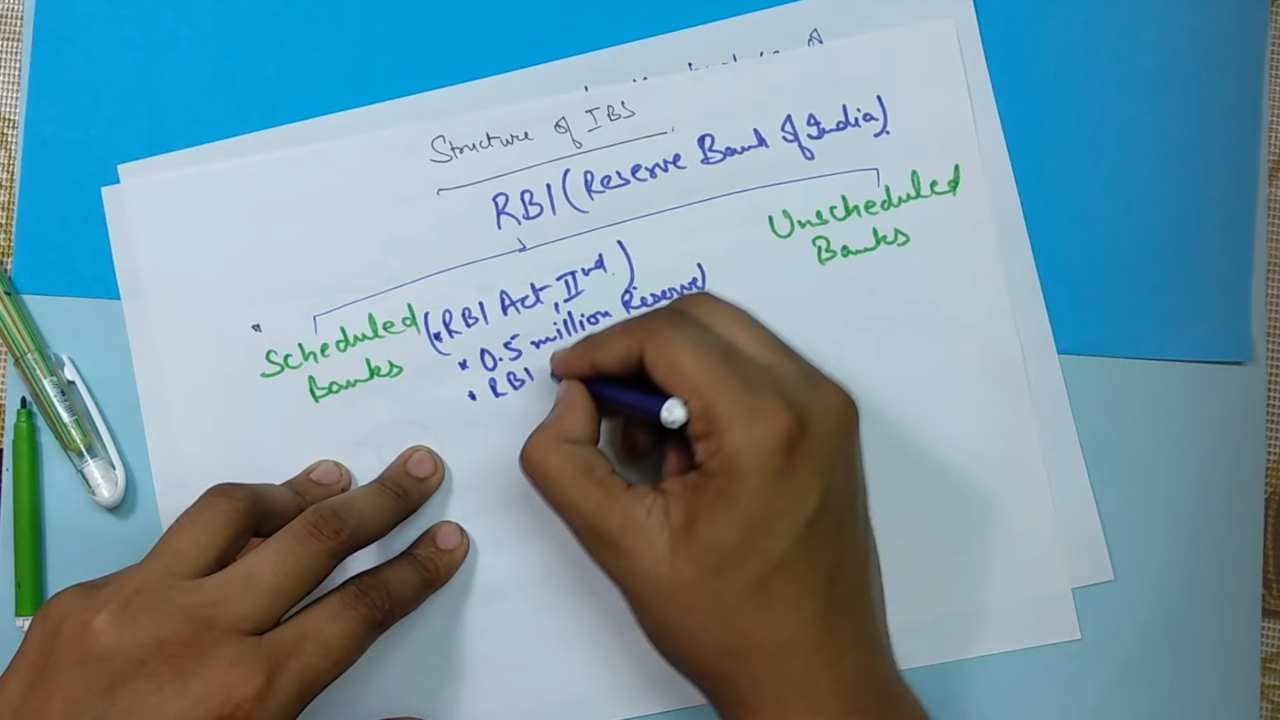 Structure of IBS
RBI (Reserve Bank of India)
Unscheduled
Banks
Scheduled
Banks
(*RBI Act, IInd.)
* 0.5 million Reserve
* RBI